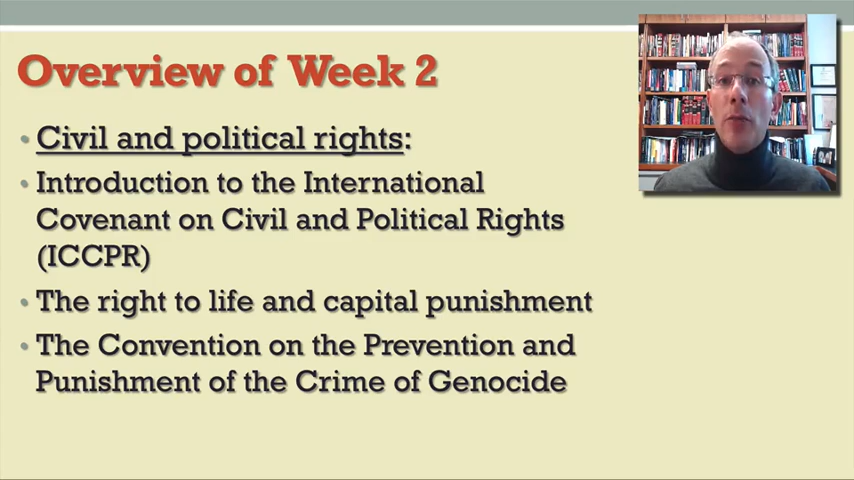 Overview of Week 2
• Civil and political rights:
• Introduction to the International
Covenant on Civil and Political Rights
(ICCPR)
• The right to life and capital punishment
• The Convention on the Prevention and
Punishment of the Crime of Genocide